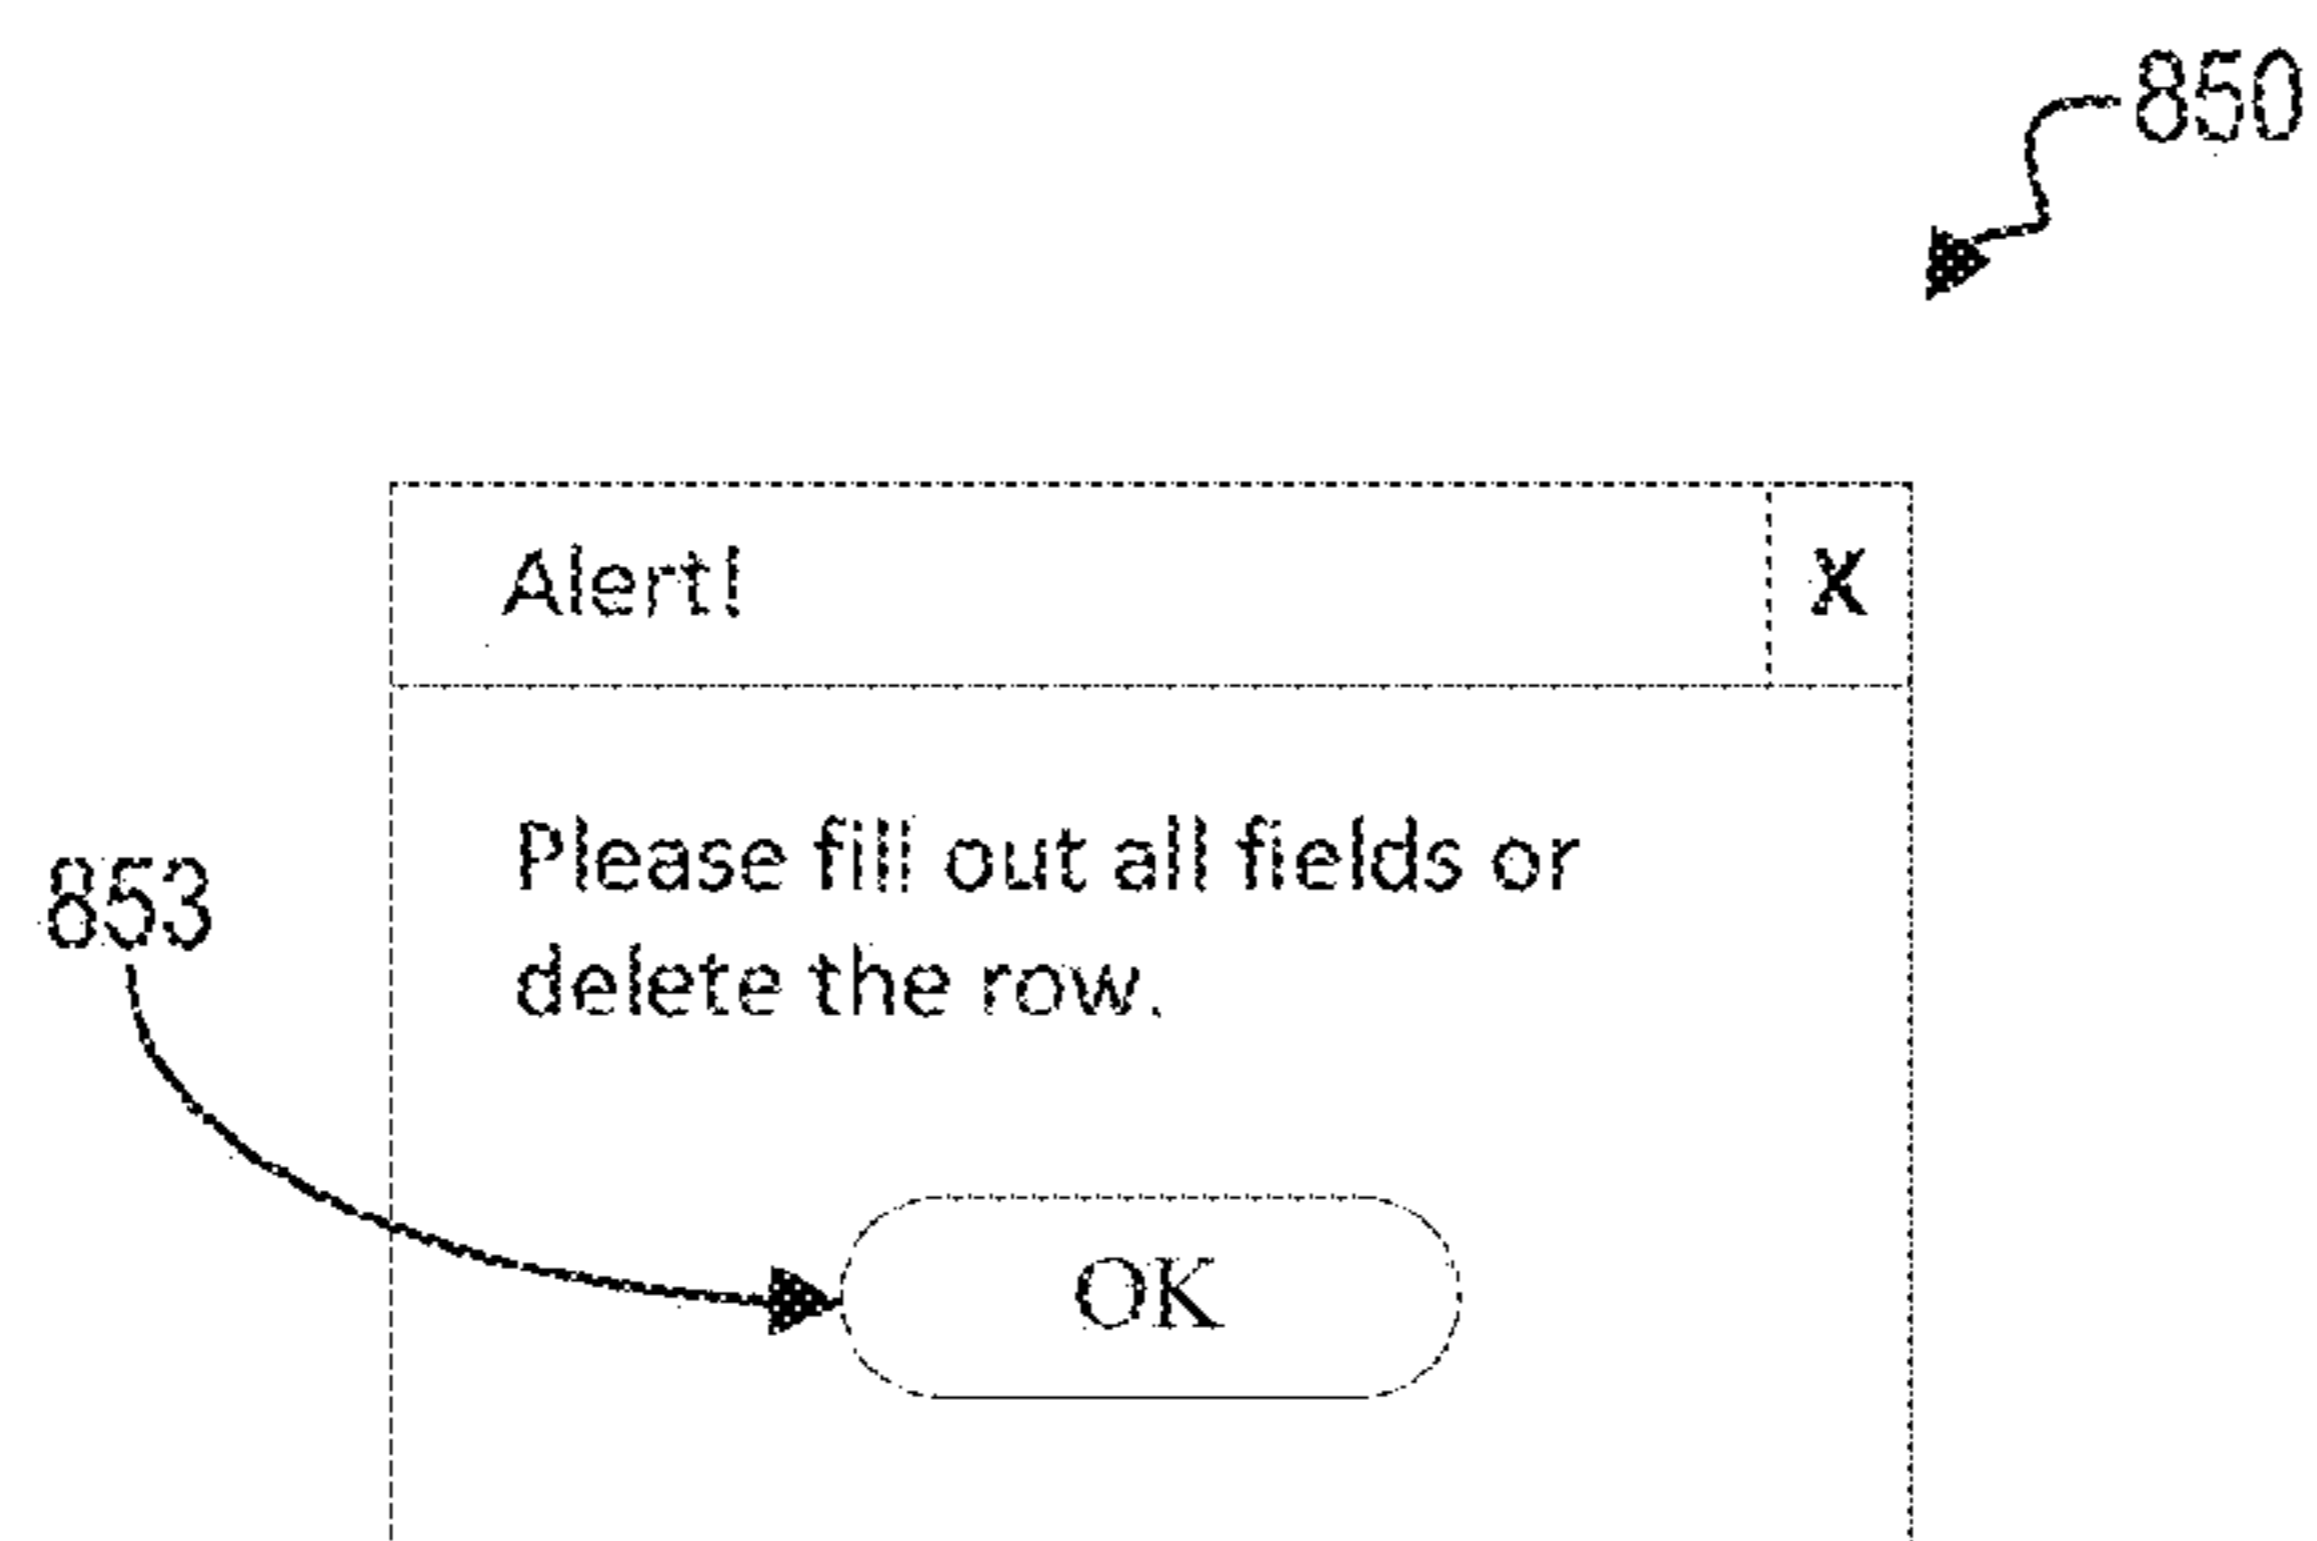 850
Alert!
X
Please fill out all fields or
853
delete the row.
OK